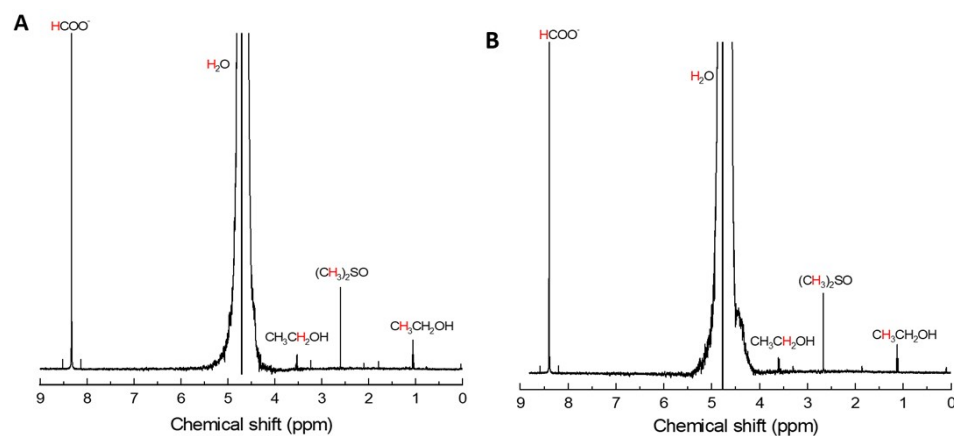 A
HCOO⁻
H₂O
(CH₃)₂SO
CH₃CH₂OH
CH₃CH₂OH
9 8 7 6 5 4 3 2 1 0
Chemical shift (ppm)
B
HCOO⁻
H₂O
(CH₃)₂SO
CH₃CH₂OH
CH₃CH₂OH
9 8 7 6 5 4 3 2 1 0
Chemical shift (ppm)